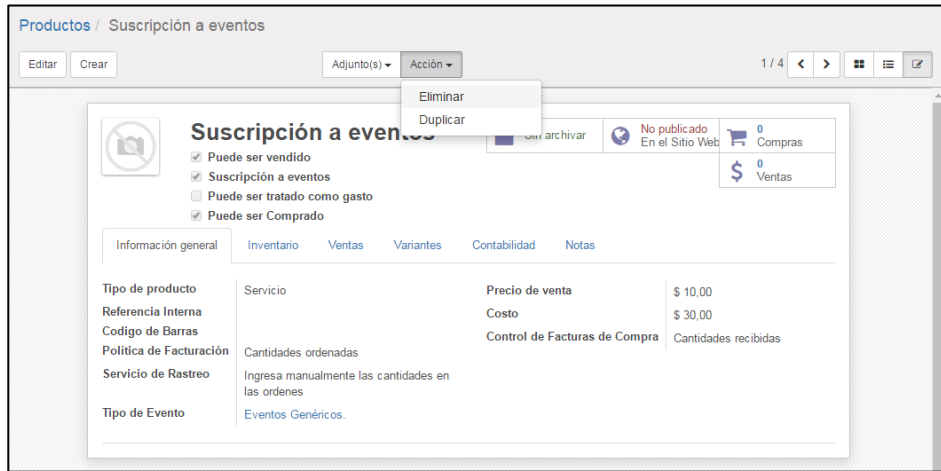 Productos / Suscripción a eventos
Editar Crear Adjunto(s) Acción 1 / 4
Eliminar
Duplicar
Suscripción a eventos
Puede ser vendido
Suscripción a eventos
Puede ser tratado como gasto
Puede ser Comprado
Sin archivar
No publicado
En el Sitio Web
0
Compras
0
Ventas
Información general Inventario Ventas Variantes Contabilidad Notas
Tipo de producto Servicio
Referencia Interna
Codigo de Barras
Política de Facturación Cantidades ordenadas
Servicio de Rastreo Ingresa manualmente las cantidades en
las ordenes
Tipo de Evento Eventos Genéricos.
Precio de venta $ 10,00
Costo $ 30,00
Control de Facturas de Compra Cantidades recibidas